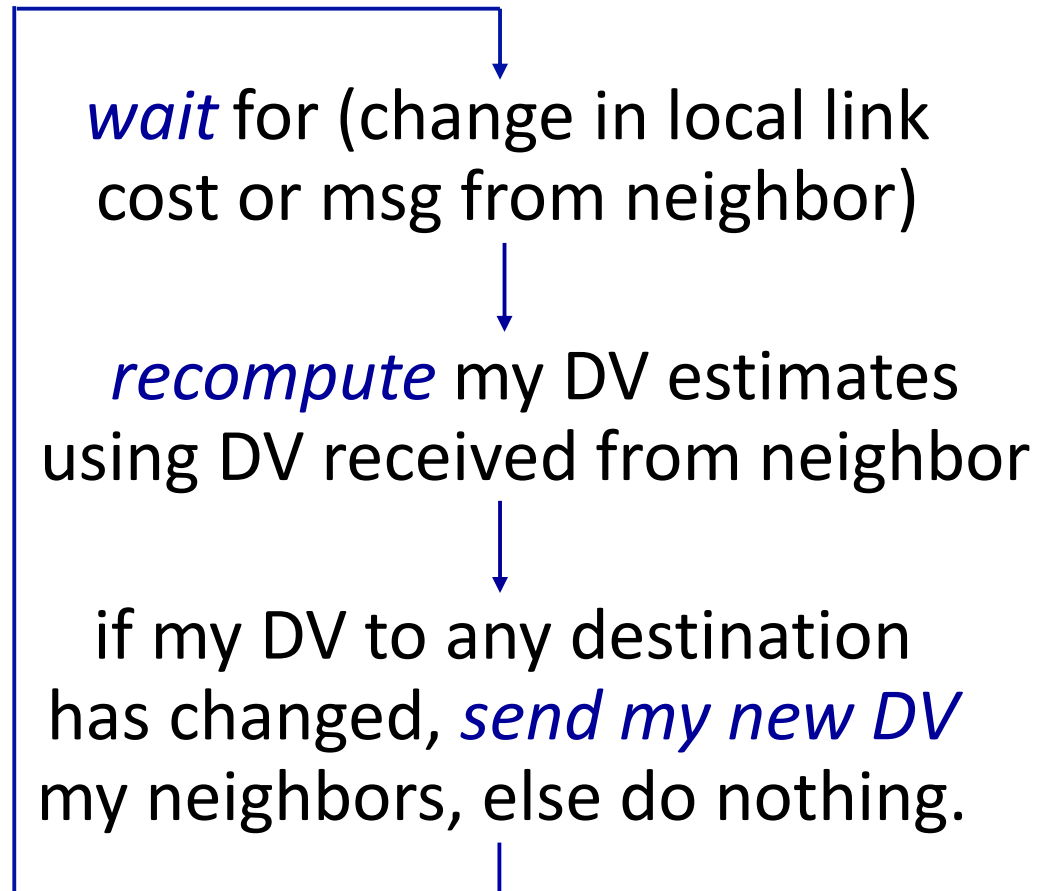 wait for (change in local link
cost or msg from neighbor)
recompute my DV estimates
using DV received from neighbor
if my DV to any destination
has changed, send my new DV
my neighbors, else do nothing.